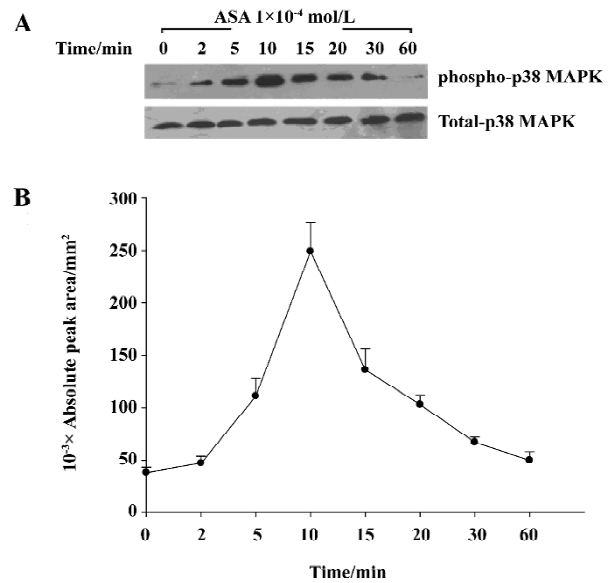 A
ASA 1×10⁻⁴ mol/L
Time/min 0 2 5 10 15 20 30 60
phospho-p38 MAPK
Total-p38 MAPK
B
10⁻³× Absolute peak area/mm²
300
250
200
150
100
50
0
0 2 5 10 15 20 30 60
Time/min